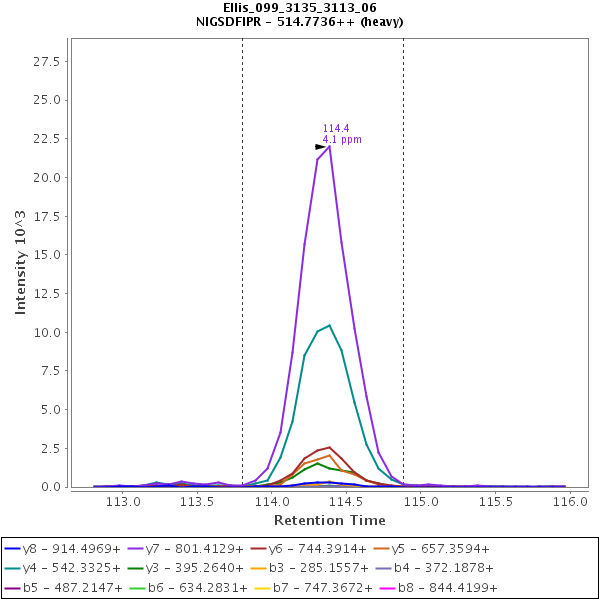 Ellis_099_3135_3113_06
NIGSDFIPR - 514.7736++ (heavy)
114.4
4.1 ppm
Intensity 10^3
27.5
25.0
22.5
20.0
17.5
15.0
12.5
10.0
7.5
5.0
2.5
0.0
113.0 113.5 114.0 114.5 115.0 115.5 116.0
Retention Time
y8 - 914.4969+ y7 - 801.4129+ y6 - 744.3914+ y5 - 657.3594+
y4 - 542.3325+ y3 - 395.2640+ b3 - 285.1557+ b4 - 372.1878+
b5 - 487.2147+ b6 - 634.2831+ b7 - 747.3672+ b8 - 844.4199+